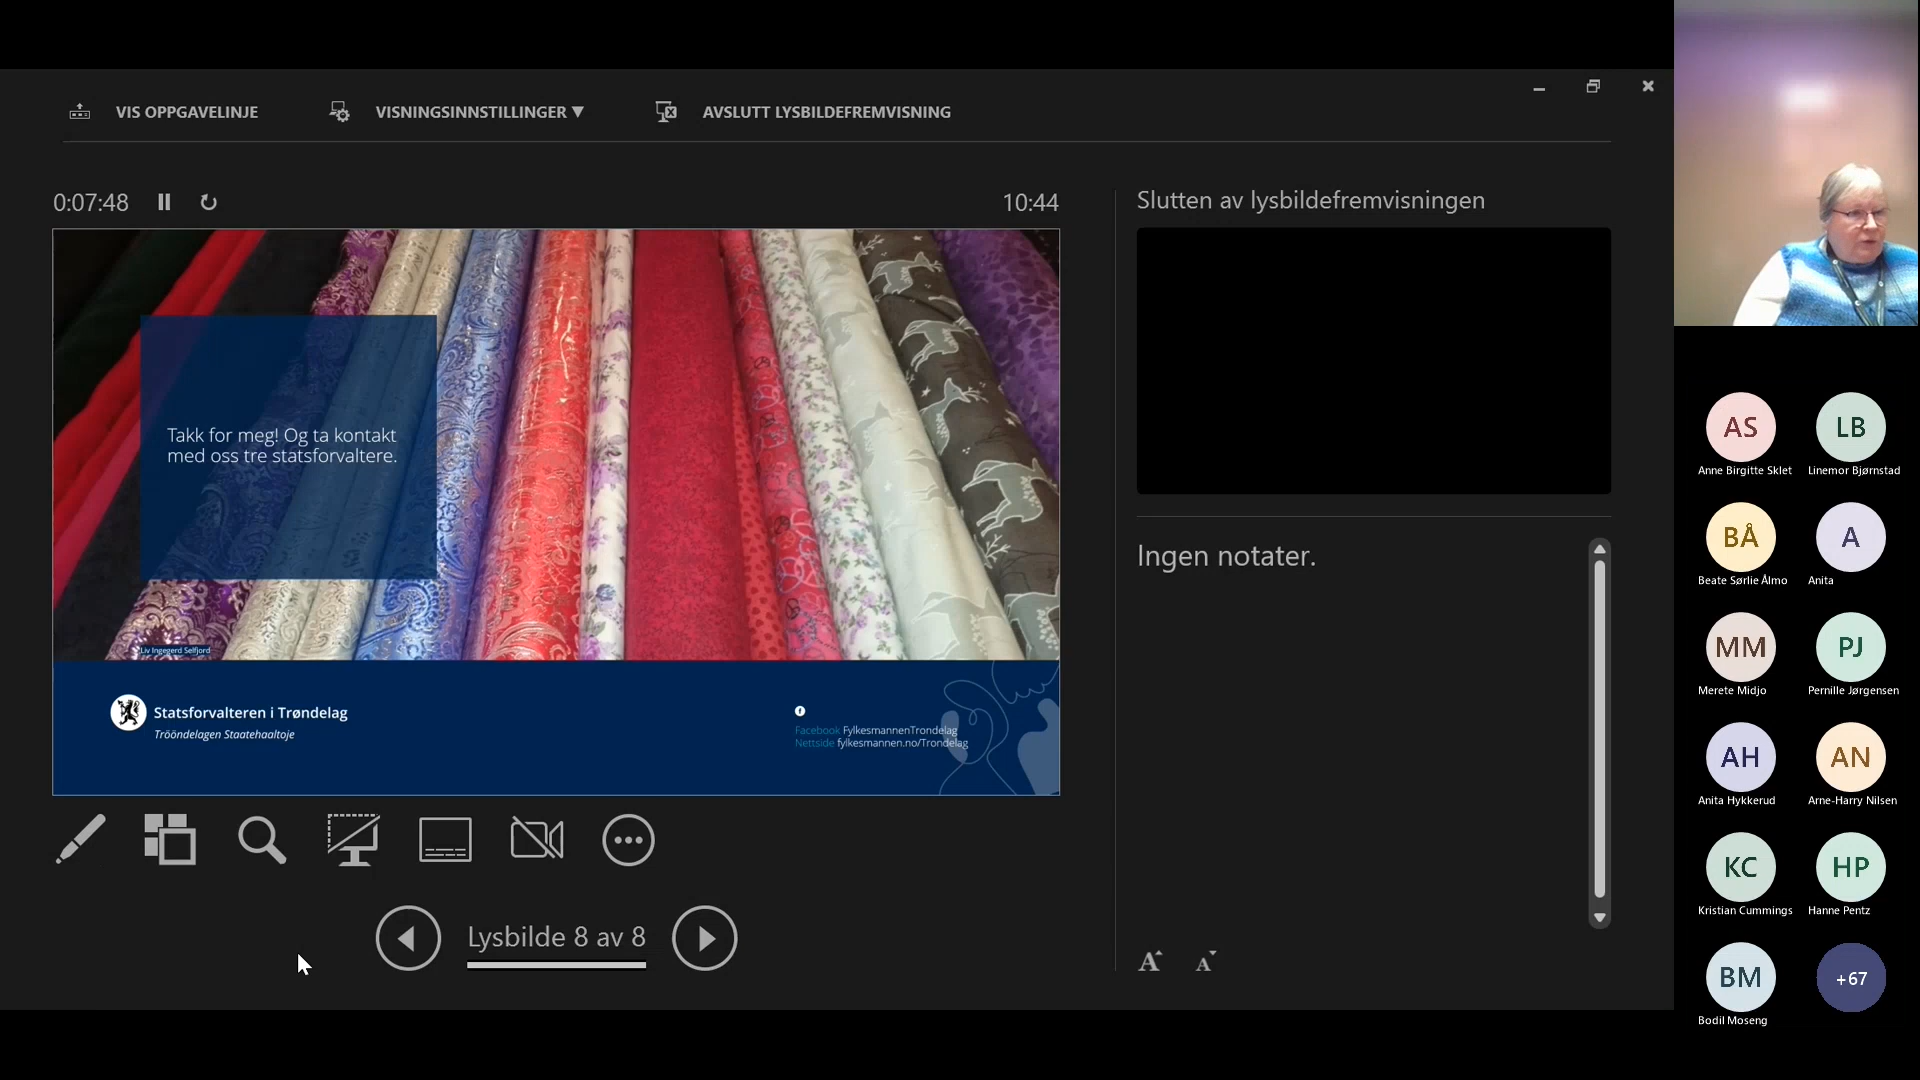 VIS OPPGAVELINJE
VISNINGSINNSTILLINGER ▼
AVSLUTT LYSBILDEFREMVISNING
0:07:48
10:44
Takk for meg! Og ta kontakt
med oss tre statsforvaltere.
Liv Ingegerd Selfjord
Statsforvalteren i Trøndelag
Trööndelagen Staatehaaltoje
Facebook FylkesmannenTrondelag
Nettside fylkesmannen.no/Trondelag
Lysbilde 8 av 8
Slutten av lysbildefremvisningen
Ingen notater.
A A
AS
Anne Birgitte Sklet
LB
Linemor Bjørnstad
BÅ
Beate Sørlie Ålmo
A
Anita
MM
Merete Midjo
PJ
Pernille Jørgensen
AH
Anita Hykkerud
AN
Arne-Harry Nilsen
KC
Kristian Cummings
HP
Hanne Pentz
BM
Bodil Moseng
+67